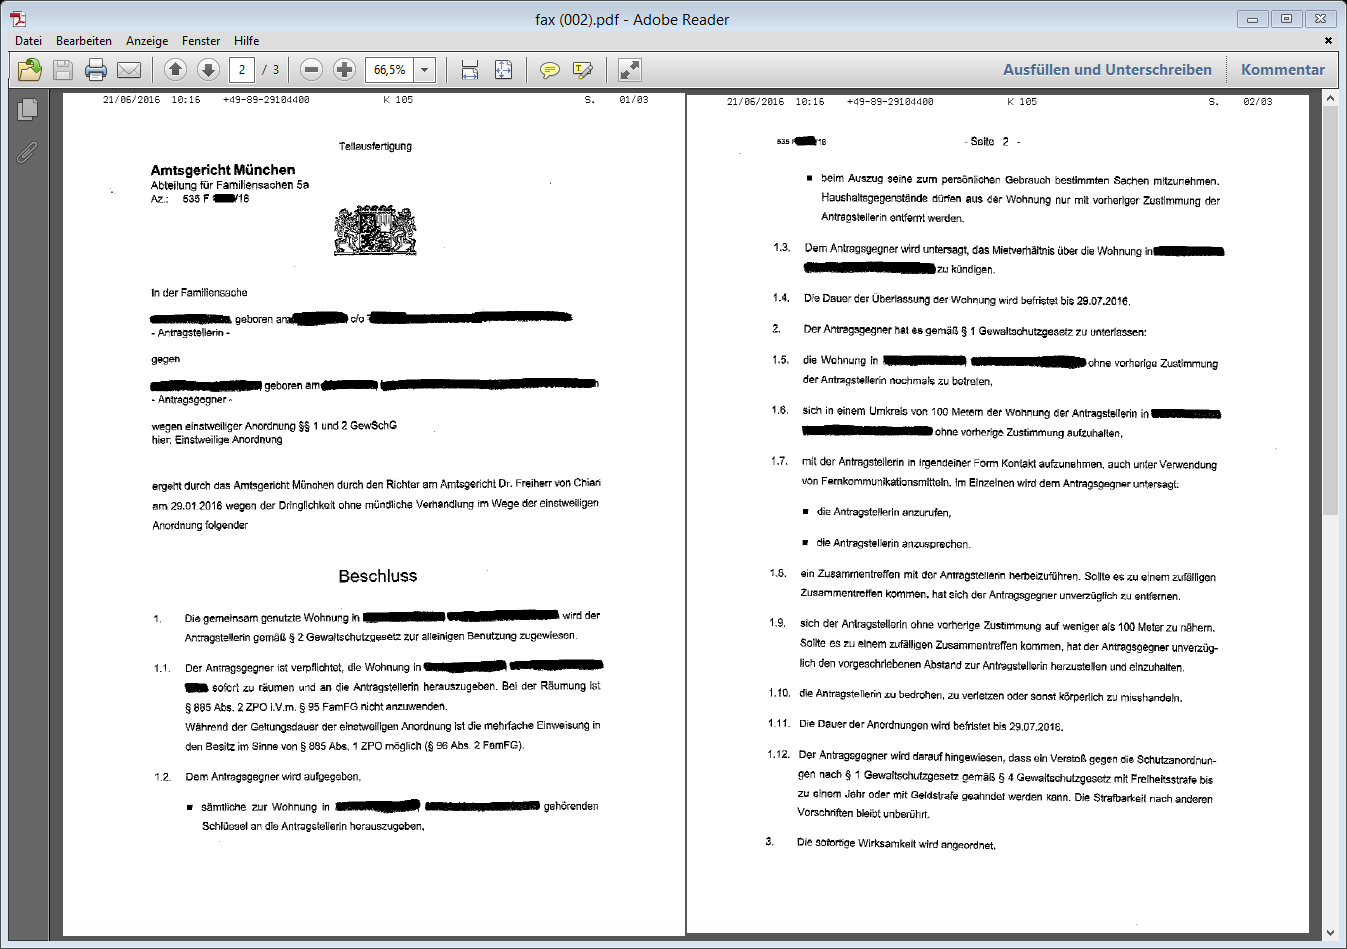 fax (002).pdf - Adobe Reader
Datei Bearbeiten Anzeige Fenster Hilfe
2 / 3 66,5% Ausfüllen und Unterschreiben Kommentar
21/06/2016 10:16 +49-89-29104400 K 105 S. 01/03
Teilausfertigung
Amtsgericht München
Abteilung für Familiensachen 5a
Az.: 535 F /16
In der Familiensache
, geboren am c/o
- Antragstellerin -
gegen
geboren am
- Antragsgegner -
wegen einstweiliger Anordnung §§ 1 und 2 GewSchG
hier: Einstweilige Anordnung
ergeht durch das Amtsgericht München durch den Richter am Amtsgericht Dr. Freiherr von Chiari
am 29.01.2016 wegen der Dringlichkeit ohne mündliche Verhandlung im Wege der einstweiligen
Anordnung folgender
Beschluss
1. Die gemeinsam genutzte Wohnung in wird der
Antragstellerin gemäß § 2 Gewaltschutzgesetz zur alleinigen Benutzung zugewiesen.
1.1. Der Antragsgegner ist verpflichtet, die Wohnung in
sofort zu räumen und an die Antragstellerin herauszugeben. Bei der Räumung ist
§ 885 Abs. 2 ZPO i.V.m. § 95 FamFG nicht anzuwenden.
Während der Geltungsdauer der einstweiligen Anordnung ist die mehrfache Einweisung in
den Besitz im Sinne von § 885 Abs. 1 ZPO möglich (§ 96 Abs. 2 FamFG).
1.2. Dem Antragsgegner wird aufgegeben,
▪ sämtliche zur Wohnung in gehörenden
Schlüssel an die Antragstellerin herauszugeben,
21/06/2016 10:16 +49-89-29104400 K 105 S. 02/03
535 F /16 - Seite 2 -
▪ beim Auszug seine zum persönlichen Gebrauch bestimmten Sachen mitzunehmen.
Haushaltsgegenstände dürfen aus der Wohnung nur mit vorheriger Zustimmung der
Antragstellerin entfernt werden.
1.3. Dem Antragsgegner wird untersagt, das Mietverhältnis über die Wohnung in
zu kündigen.
1.4. Die Dauer der Überlassung der Wohnung wird befristet bis 29.07.2016.
2. Der Antragsgegner hat es gemäß § 1 Gewaltschutzgesetz zu unterlassen:
1.5. die Wohnung in ohne vorherige Zustimmung
der Antragstellerin nochmals zu betreten,
1.6. sich in einem Umkreis von 100 Metern der Wohnung der Antragstellerin in
ohne vorherige Zustimmung aufzuhalten,
1.7. mit der Antragstellerin in irgendeiner Form Kontakt aufzunehmen, auch unter Verwendung
von Fernkommunikationsmitteln. Im Einzelnen wird dem Antragsgegner untersagt:
▪ die Antragstellerin anzurufen,
▪ die Antragstellerin anzusprechen.
1.8. ein Zusammentreffen mit der Antragstellerin herbeizuführen. Sollte es zu einem zufälligen
Zusammentreffen kommen, hat sich der Antragsgegner unverzüglich zu entfernen.
1.9. sich der Antragstellerin ohne vorherige Zustimmung auf weniger als 100 Meter zu nähern.
Sollte es zu einem zufälligen Zusammentreffen kommen, hat der Antragsgegner unverzüg-
lich den vorgeschriebenen Abstand zur Antragstellerin herzustellen und einzuhalten.
1.10. die Antragstellerin zu bedrohen, zu verletzen oder sonst körperlich zu misshandeln.
1.11. Die Dauer der Anordnungen wird befristet bis 29.07.2016.
1.12. Der Antragsgegner wird darauf hingewiesen, dass ein Verstoß gegen die Schutzanordnun-
gen nach § 1 Gewaltschutzgesetz gemäß § 4 Gewaltschutzgesetz mit Freiheitsstrafe bis
zu einem Jahr oder mit Geldstrafe geahndet werden kann. Die Strafbarkeit nach anderen
Vorschriften bleibt unberührt.
3. Die sofortige Wirksamkeit wird angeordnet.